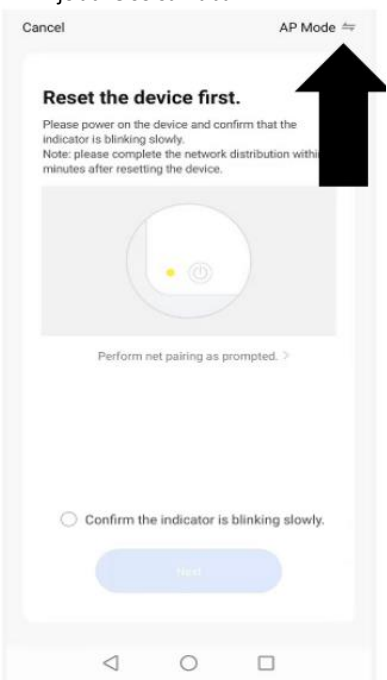 Cancel
AP Mode
Reset the device first.
Please power on the device and confirm that the
indicator is blinking slowly.
Note: please complete the network distribution withi
minutes after resetting the device.
Perform net pairing as prompted. >
Confirm the indicator is blinking slowly.
Next